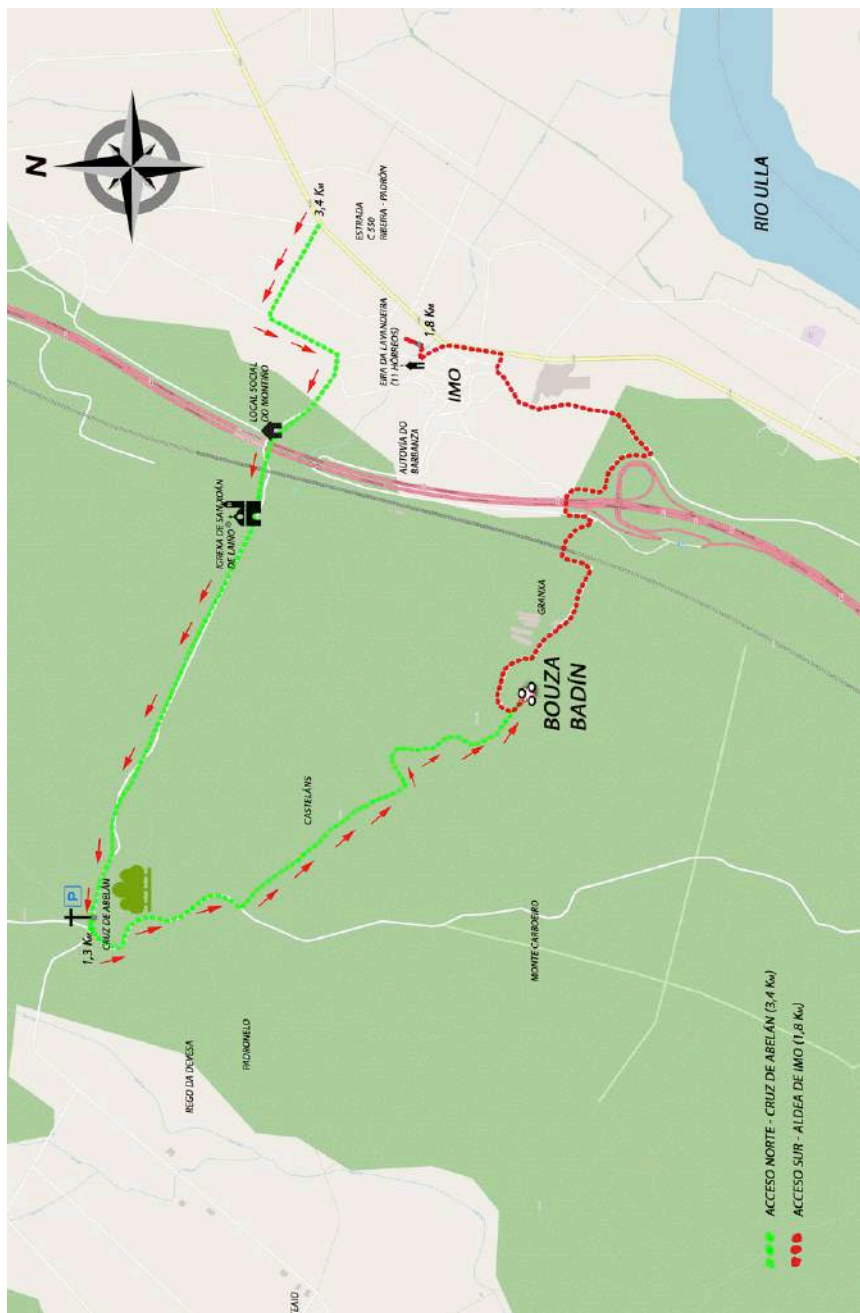 N
P
1,3 Km
CRUZ DE ABELÁN
REGO DA DEVESA
IGREXA DE SAN XOÁN
DE LAIÑO
PADRONELO
LOCAL SOCIAL
DO MONTIÑO
CASTELÁNS
3,4 Km
ESTRADA
C 550
RIBEIRA - PADRÓN
EIRA DA LAVANDEIRA
(11 HÓRREOS)
AUTOVÍA DO
BARBANZA
1,8 Km
IMO
MONTE CARBOEIRO
GRANXA
BOUZA
BADÍN
RIO ULLA
ACCESO NORTE - CRUZ DE ABELÁN (3,4 Km)
ACCESO SUR - ALDEA DE IMO (1,8 Km)